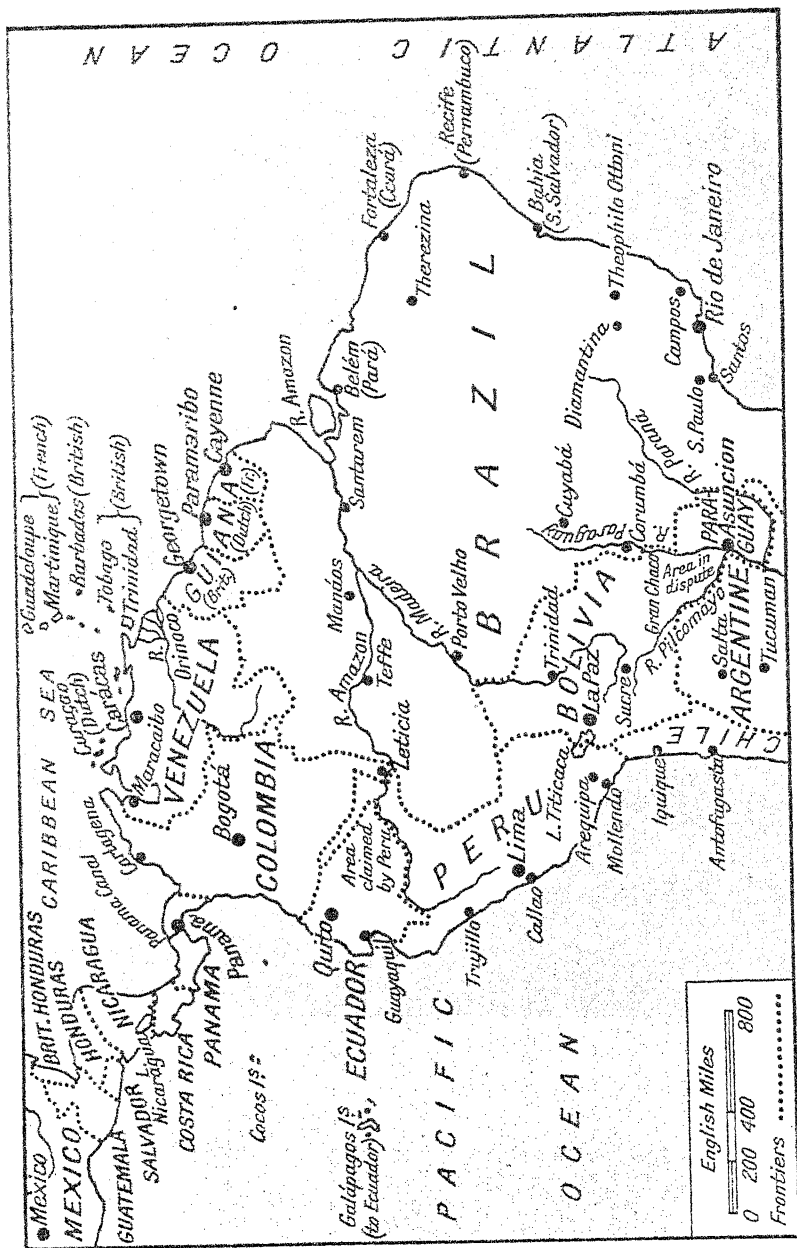 Mexico
MEXICO
BRIT. HONDURAS
HONDURAS
GUATEMALA
SALVADOR
NICARAGUA
L.
Nicaragua
COSTA RICA
PANAMA
Panama Canal
Panama
Cocos Is
CARIBBEAN SEA
Guadaloupe
Martinique
(French)
Barbados (British)
Tobago
Trinidad
(British)
Curaçao
(Dutch)
Carácas
Maracaibo
Cartagena
VENEZUELA
R.
Orinoco
Georgetown
Paramaribo
Cayenne
GUIANA
(Brit.)
(Dutch)
(Fr.)
Bogotá
COLOMBIA
Quito
ECUADOR
Guayaquil
Galápagos Is
(to Ecuador)
Area
claimed
by Peru
Leticia
R. Amazon
Teffe
Manáos
Santarem
R. Amazon
Belém
(Pará)
Fortaleza
(Ceará)
Therezina
Recife
(Pernambuco)
Bahia
(S. Salvador)
R. Madeira
Porto Velho
BRAZIL
PERU
Trujillo
Lima
Callao
L. Titicaca
Arequipa
Mollendo
Trinidad
BOLIVIA
La Paz
Sucre
Cuyabá
Corumbá
R. Paraguay
Gran Chaco
Area in
dispute
R. Pilcomayo
Diamantina
Theophilo Ottoni
R. Parana
Campos
Rio de Janeiro
S. Paulo
Santos
PARA-
GUAY
Asuncion
Iquique
Antofagasta
CHILE
Salta
ARGENTINE
Tucuman
PACIFIC
OCEAN
ATLANTIC OCEAN
English Miles
0 200 400 800
Frontiers